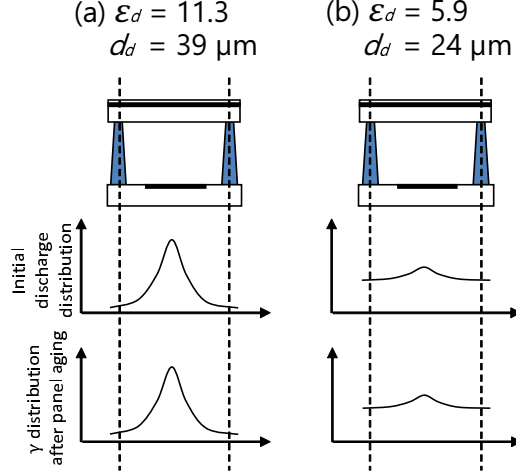 (a) εd = 11.3
dd = 39 μm
(b) εd = 5.9
dd = 24 μm
Initial
discharge
distribution
γ distribution
after panel aging